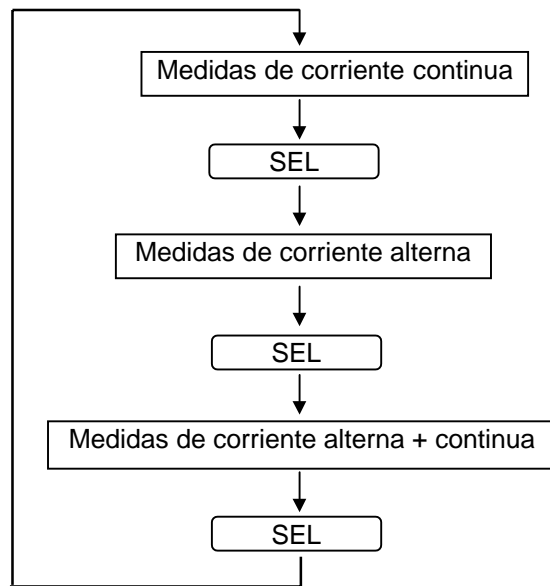 Medidas de corriente continua
SEL
Medidas de corriente alterna
SEL
Medidas de corriente alterna + continua
SEL